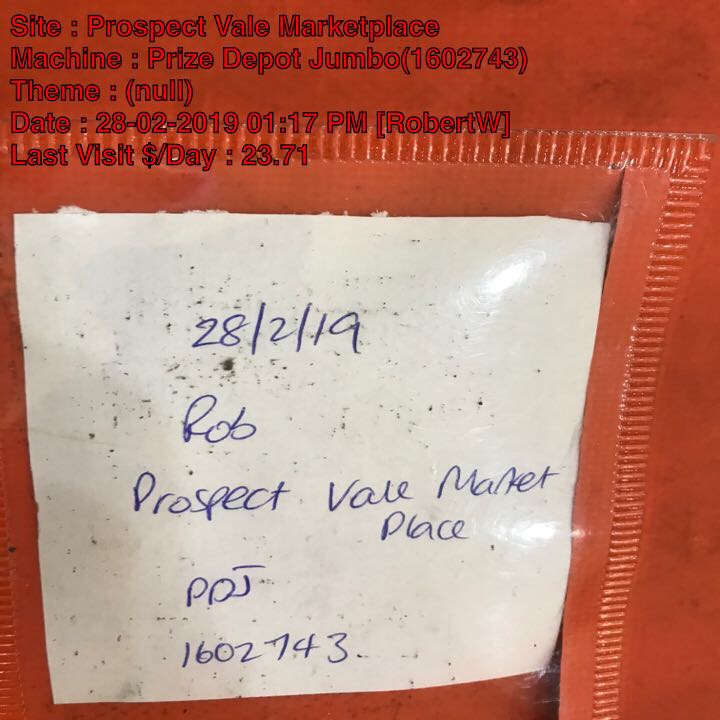 Site : Prospect Vale Marketplace
Machine : Prize Depot Jumbo(1602743)
Theme : (null)
Date : 28-02-2019 01:17 PM [RobertW]
Last Visit $/Day : 23.71
28/2/19
Rob
Prospect Vale Market
Place
PDJ
1602743